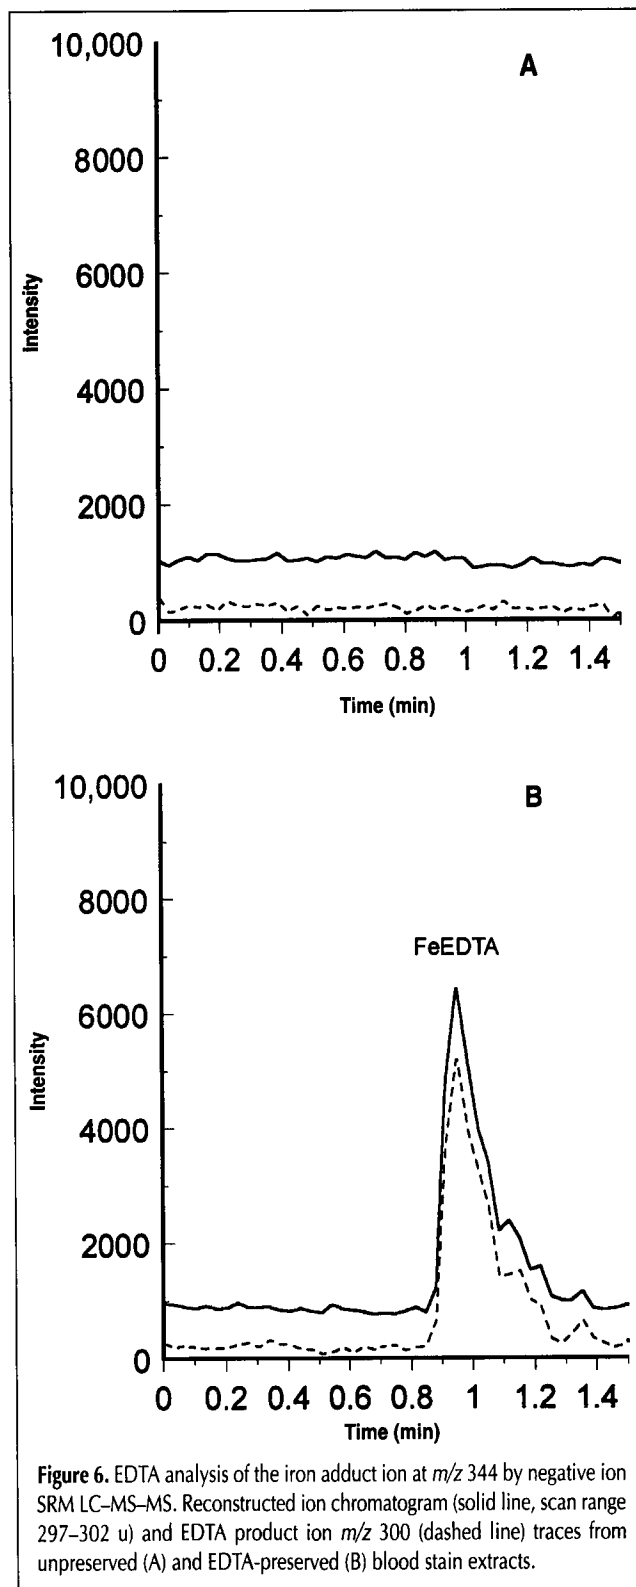 10,000
A
8000
6000
Intensity
4000
2000
0
0 0.2 0.4 0.6 0.8 1 1.2 1.4
Time (min)
10,000
B
8000
FeEDTA
6000
Intensity
4000
2000
0
0 0.2 0.4 0.6 0.8 1 1.2 1.4
Time (min)
Figure 6. EDTA analysis of the iron adduct ion at m/z 344 by negative ion
SRM LC–MS–MS. Reconstructed ion chromatogram (solid line, scan range
297–302 u) and EDTA product ion m/z 300 (dashed line) traces from
unpreserved (A) and EDTA-preserved (B) blood stain extracts.